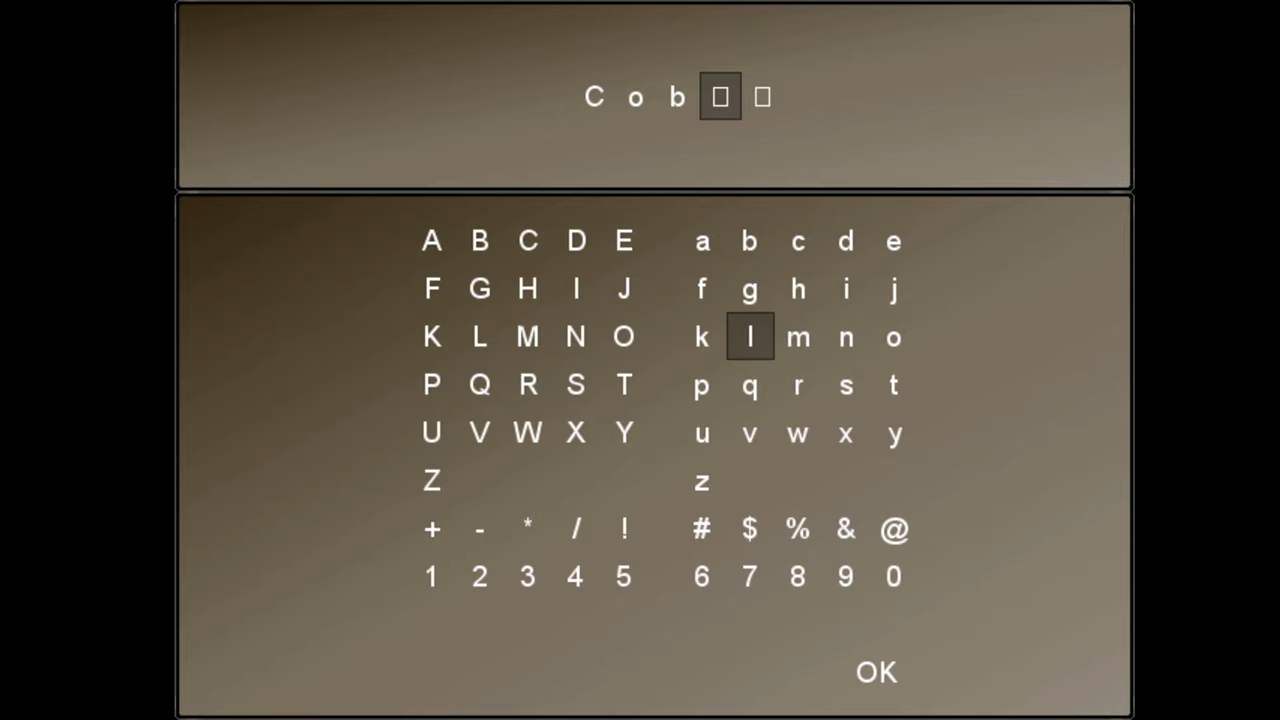 C o b □ □
A B C D E a b c d e
F G H I J f g h i j
K L M N O k l m n o
P Q R S T p q r s t
U V W X Y u v w x y
Z z
+ - * / ! # $ % & @
1 2 3 4 5 6 7 8 9 0
OK